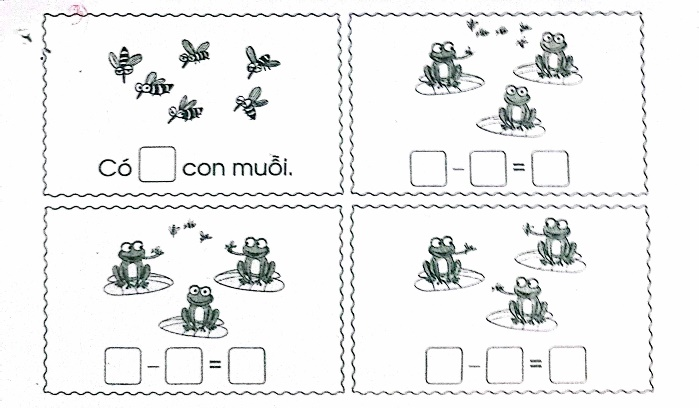 Có □ con muỗi.
□ - □ = □
□ - □ = □
□ - □ = □